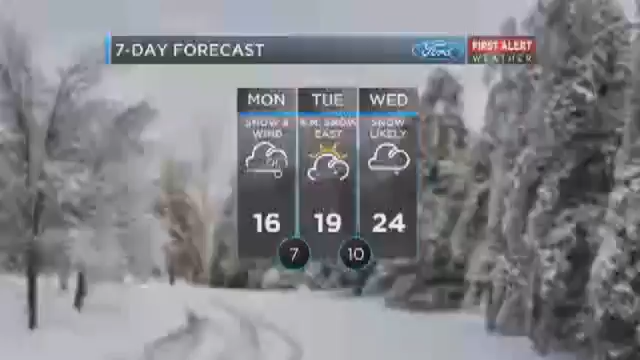 7-DAY FORECAST
Ford
FIRST ALERT
WEATHER
MON TUE WED
SNOW & WIND
A.M. SNOW EAST
SNOW LIKELY
16 19 24
7 10